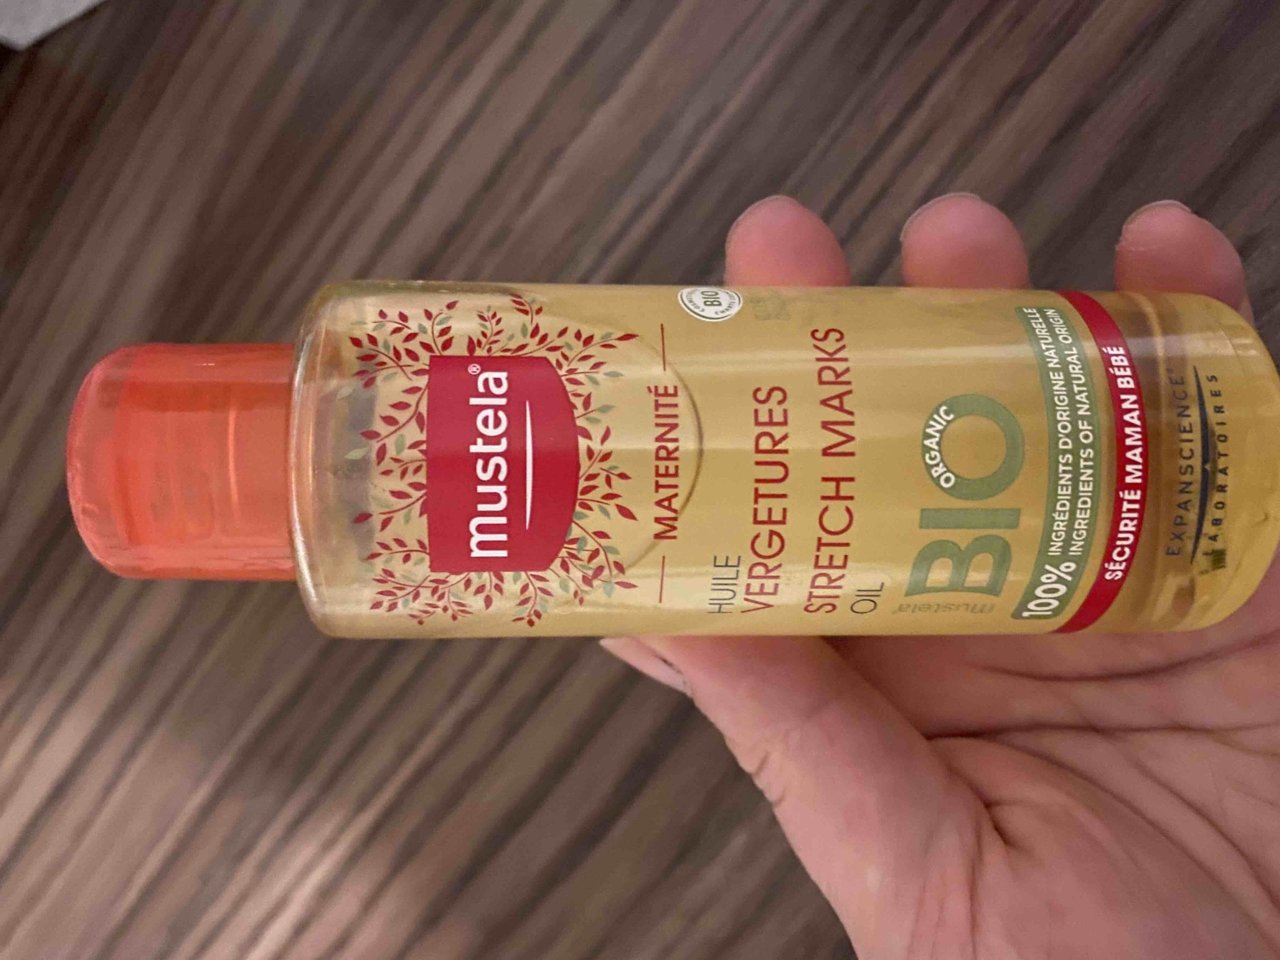 mustela®
MATERNITÉ
BIO
HUILE
VERGETURES
STRETCH MARKS
OIL
mustela®
BIO
ORGANIC
100% INGRÉDIENTS D'ORIGINE NATURELLE
INGREDIENTS OF NATURAL ORIGIN
SÉCURITÉ MAMAN BÉBÉ
EXPANSCIENCE®
LABORATOIRES